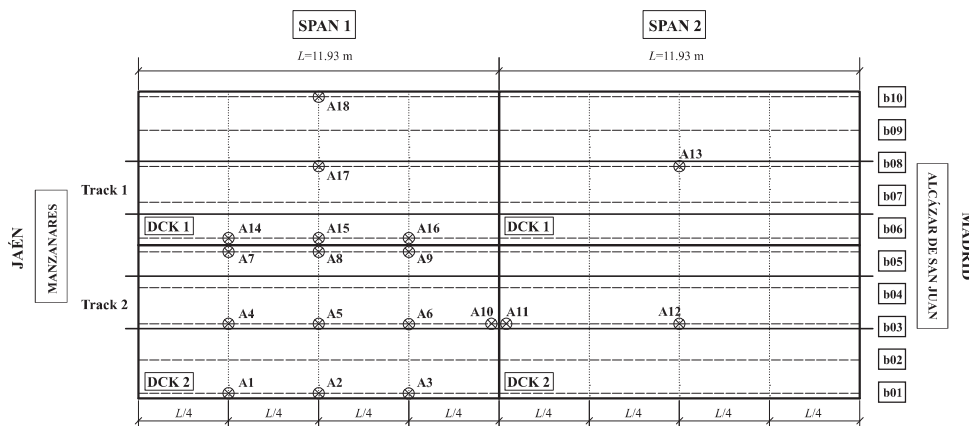 SPAN 1 SPAN 2
L=11.93 m L=11.93 m
A18 b10
b09
A17 A13 b08
Track 1 b07
DCK 1 A14 A15 A16 DCK 1 b06
A7 A8 A9 b05
JAÉN MANZANARES ALCÁZAR DE SAN JUAN MADRID
Track 2 b04
A4 A5 A6 A10 A11 A12 b03
b02
DCK 2 A1 A2 A3 DCK 2 b01
L/4 L/4 L/4 L/4 L/4 L/4 L/4 L/4